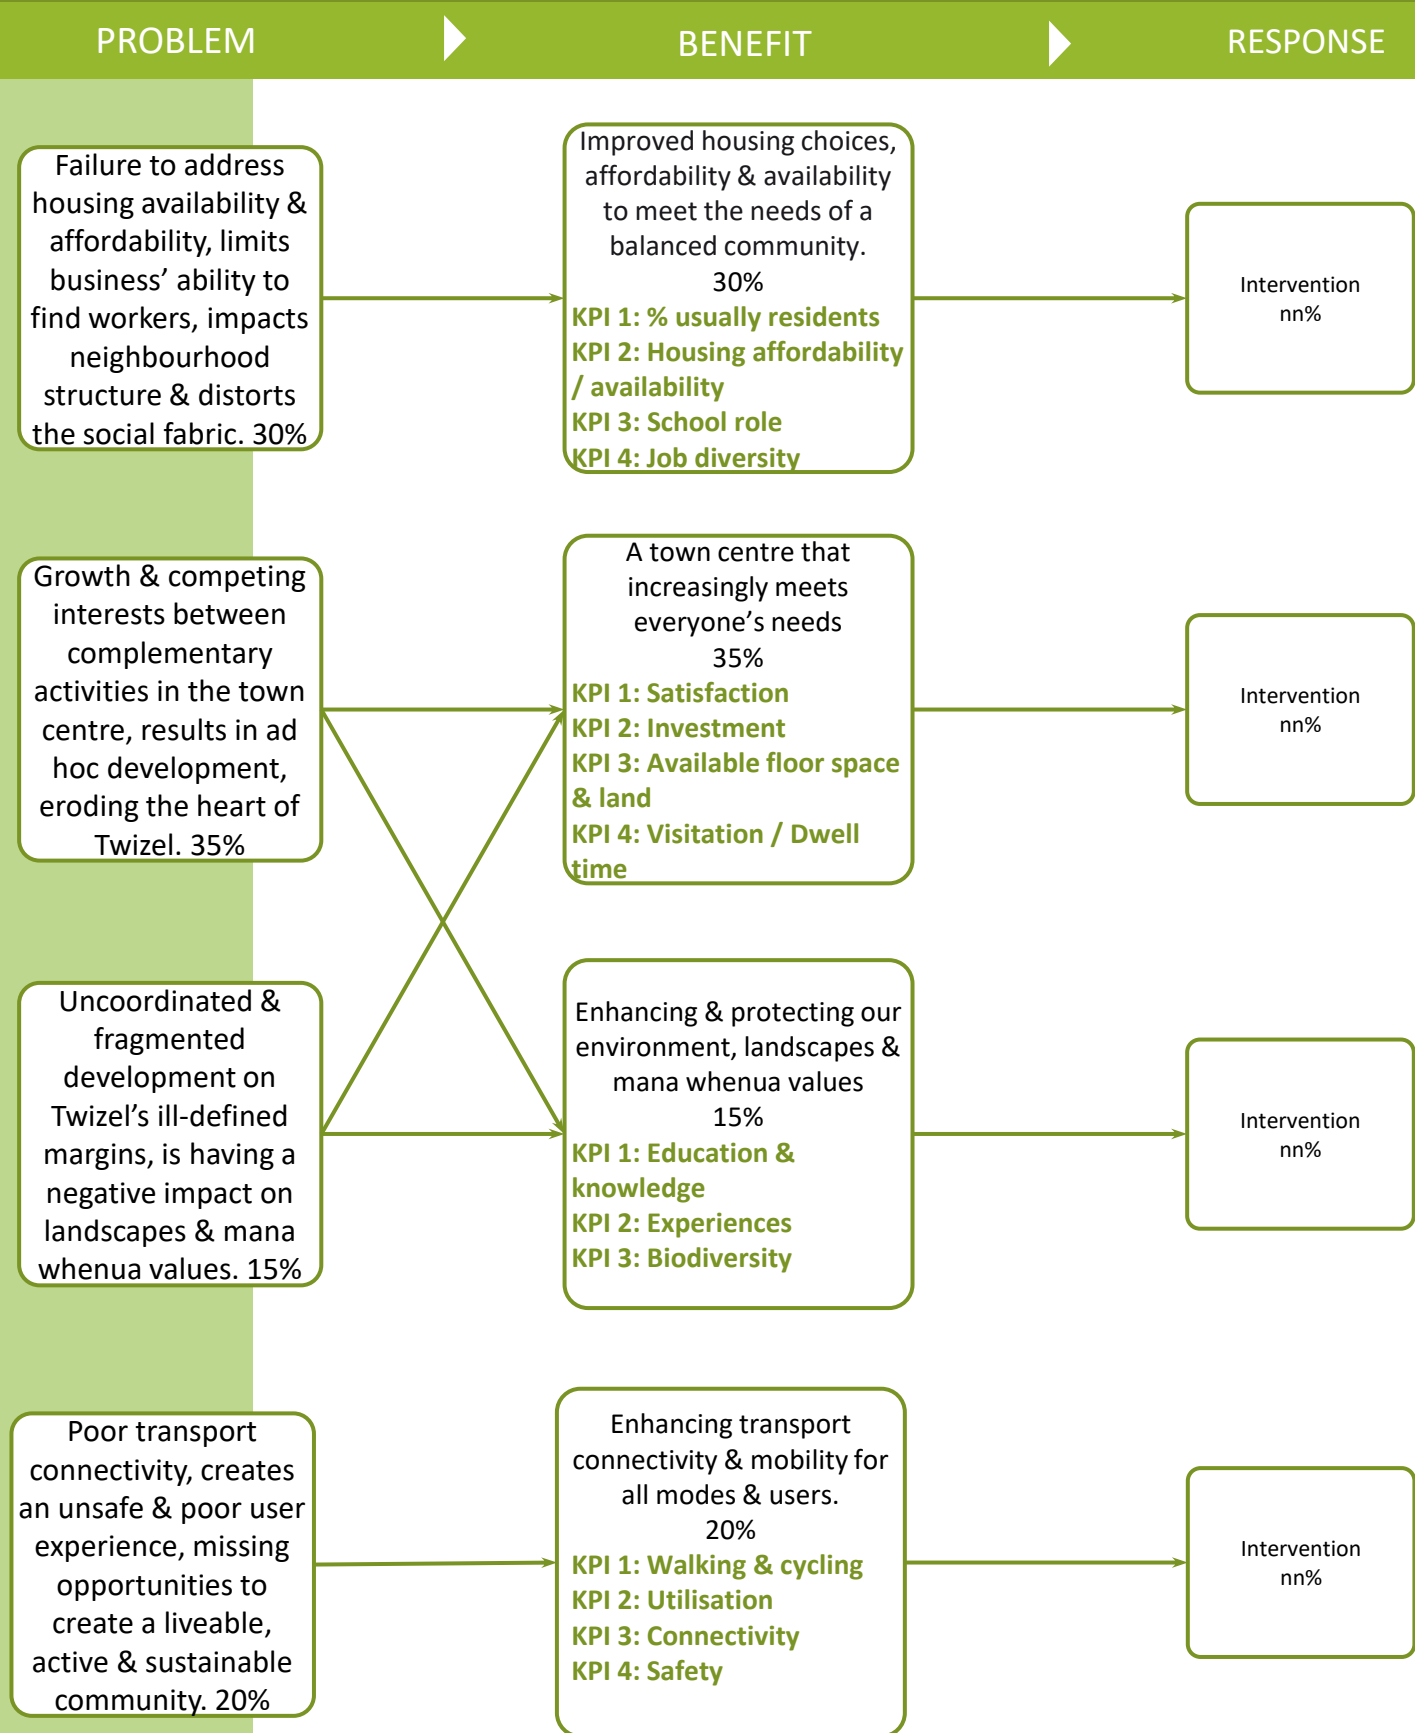 PROBLEM
BENEFIT
RESPONSE
Failure to address
housing availability &
affordability, limits
business’ ability to
find workers, impacts
neighbourhood
structure & distorts
the social fabric. 30%
Improved housing choices,
affordability & availability
to meet the needs of a
balanced community.
30%
KPI 1: % usually residents
KPI 2: Housing affordability
/ availability
KPI 3: School role
KPI 4: Job diversity
Intervention
nn%
Growth & competing
interests between
complementary
activities in the town
centre, results in ad
hoc development,
eroding the heart of
Twizel. 35%
A town centre that
increasingly meets
everyone’s needs
35%
KPI 1: Satisfaction
KPI 2: Investment
KPI 3: Available floor space
& land
KPI 4: Visitation / Dwell
time
Intervention
nn%
Uncoordinated &
fragmented
development on
Twizel’s ill-defined
margins, is having a
negative impact on
landscapes & mana
whenua values. 15%
Enhancing & protecting our
environment, landscapes &
mana whenua values
15%
KPI 1: Education &
knowledge
KPI 2: Experiences
KPI 3: Biodiversity
Intervention
nn%
Poor transport
connectivity, creates
an unsafe & poor user
experience, missing
opportunities to
create a liveable,
active & sustainable
community. 20%
Enhancing transport
connectivity & mobility for
all modes & users.
20%
KPI 1: Walking & cycling
KPI 2: Utilisation
KPI 3: Connectivity
KPI 4: Safety
Intervention
nn%